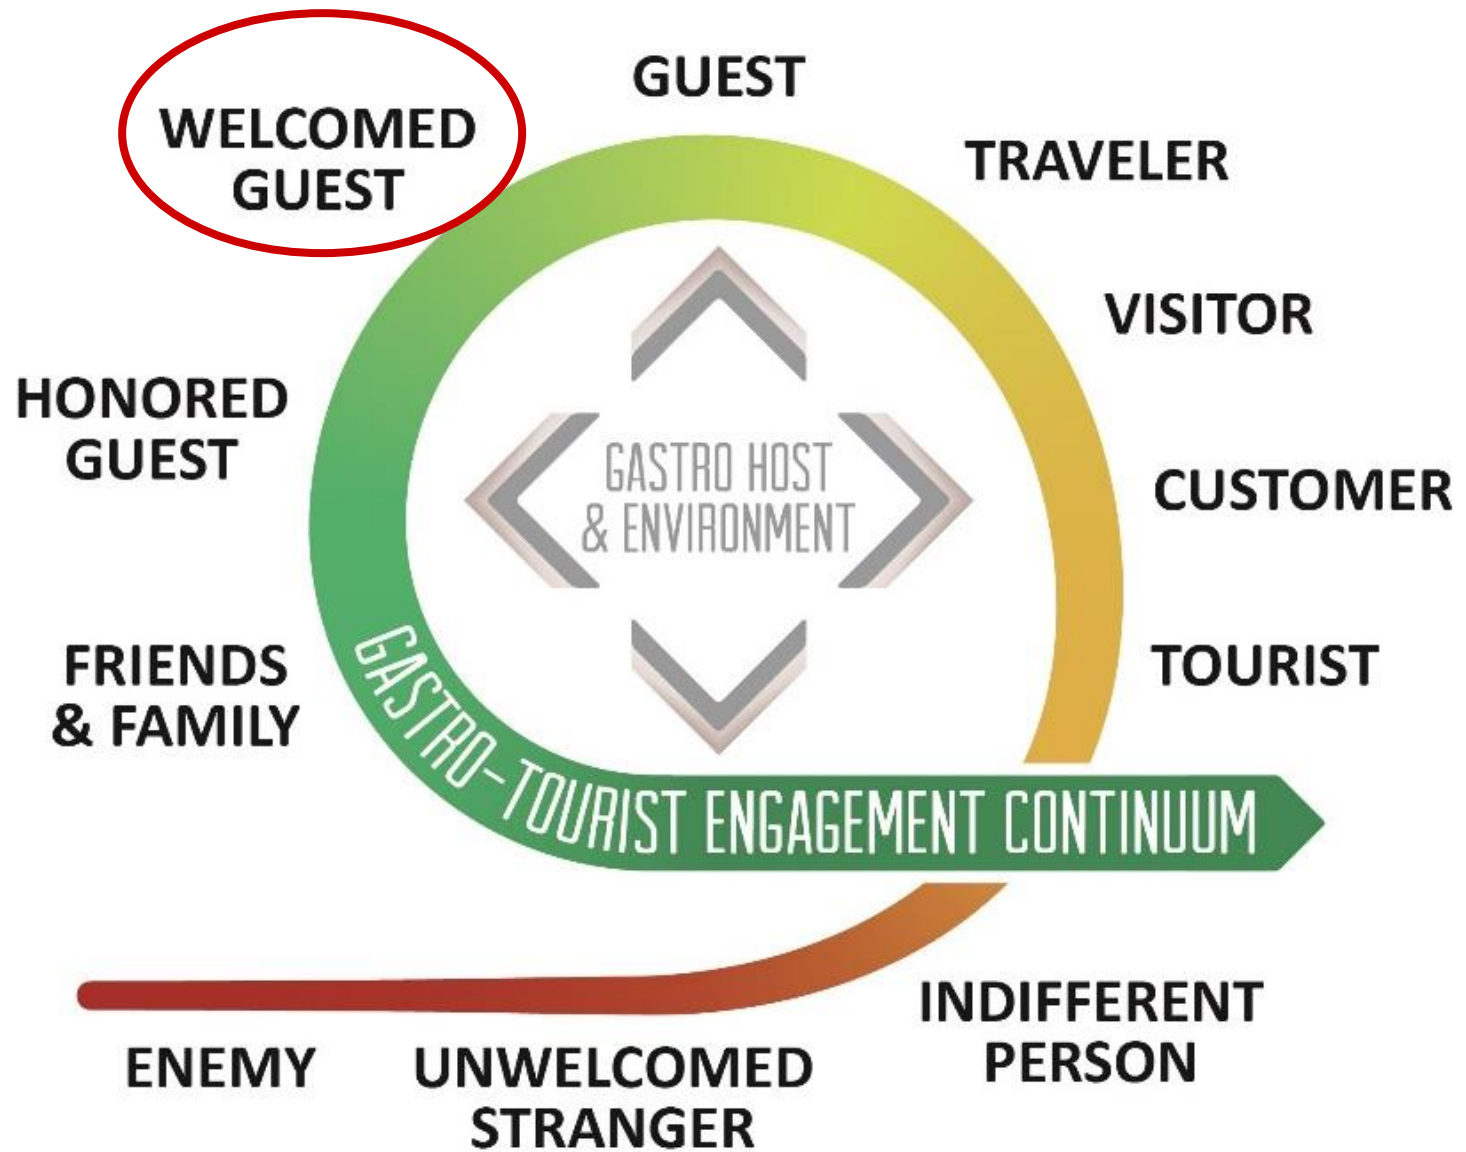 WELCOMED
GUEST
GUEST
TRAVELER
VISITOR
CUSTOMER
TOURIST
HONORED
GUEST
FRIENDS
& FAMILY
GASTRO HOST
& ENVIRONMENT
GASTRO-TOURIST ENGAGEMENT CONTINUUM
ENEMY
UNWELCOMED
STRANGER
INDIFFERENT
PERSON